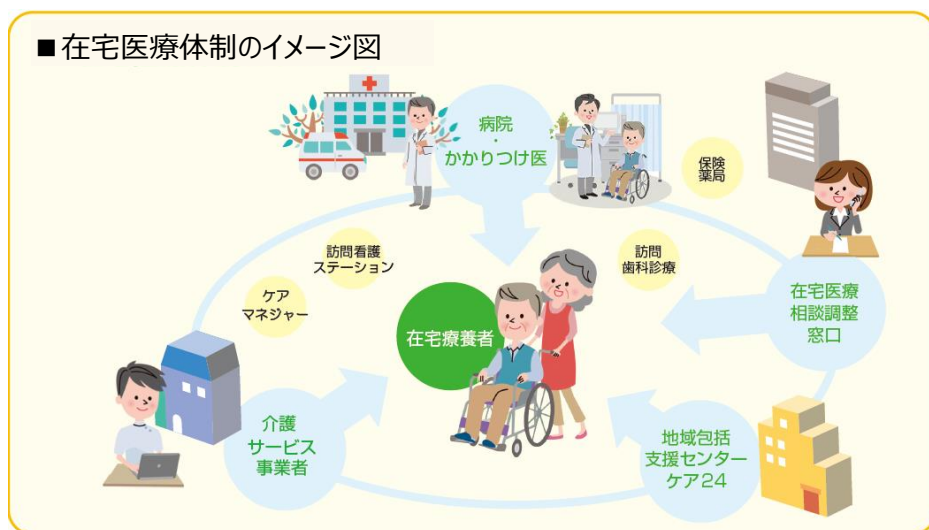 ■在宅医療体制のイメージ図
病院
・
かかりつけ医
保険
薬局
訪問看護
ステーション
訪問
歯科診療
ケア
マネジャー
在宅療養者
在宅医療
相談調整
窓口
介護
サービス
事業者
地域包括
支援センター
ケア24